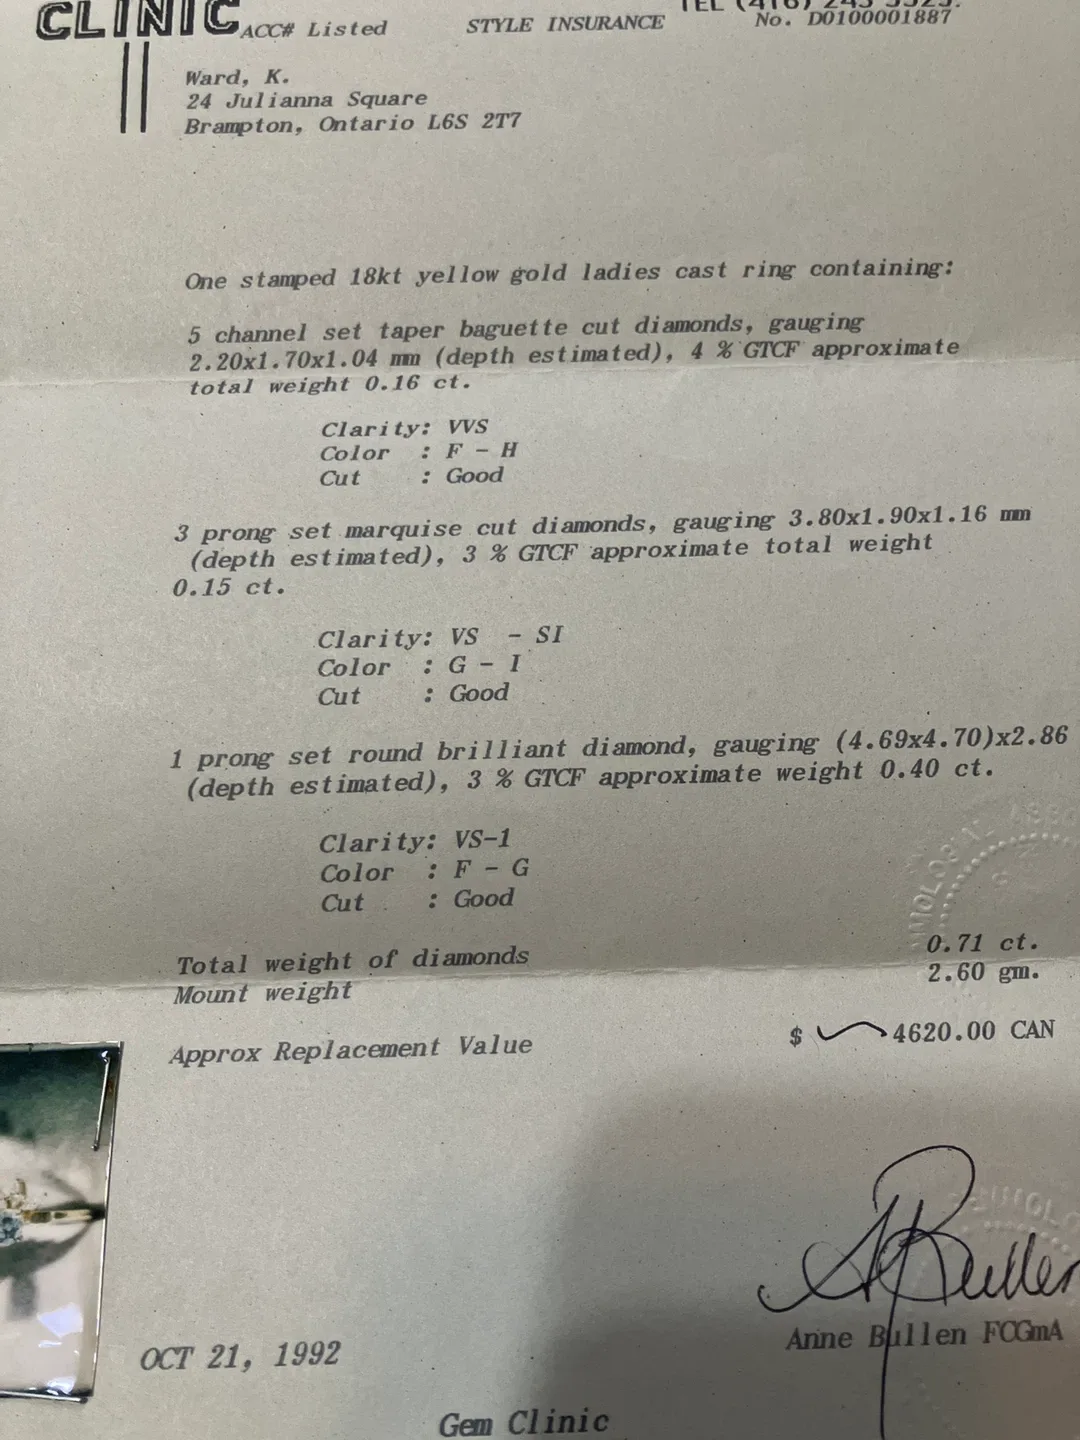 CLINIC ACC# Listed STYLE INSURANCE No. D0100001887
Ward, K.
24 Julianna Square
Brampton, Ontario L6S 2T7
One stamped 18kt yellow gold ladies cast ring containing:
5 channel set taper baguette cut diamonds, gauging
2.20x1.70x1.04 mm (depth estimated), 4 % GTCF approximate
total weight 0.16 ct.
Clarity: VVS
Color : F - H
Cut : Good
3 prong set marquise cut diamonds, gauging 3.80x1.90x1.16 mm
(depth estimated), 3 % GTCF approximate total weight
0.15 ct.
Clarity: VS - SI
Color : G - I
Cut : Good
1 prong set round brilliant diamond, gauging (4.69x4.70)x2.86
(depth estimated), 3 % GTCF approximate weight 0.40 ct.
Clarity: VS-1
Color : F - G
Cut : Good
Total weight of diamonds 0.71 ct.
Mount weight 2.60 gm.
Approx Replacement Value $ 4620.00 CAN
A Bullen
Anne Bullen FCGmA
OCT 21, 1992
Gem Clinic